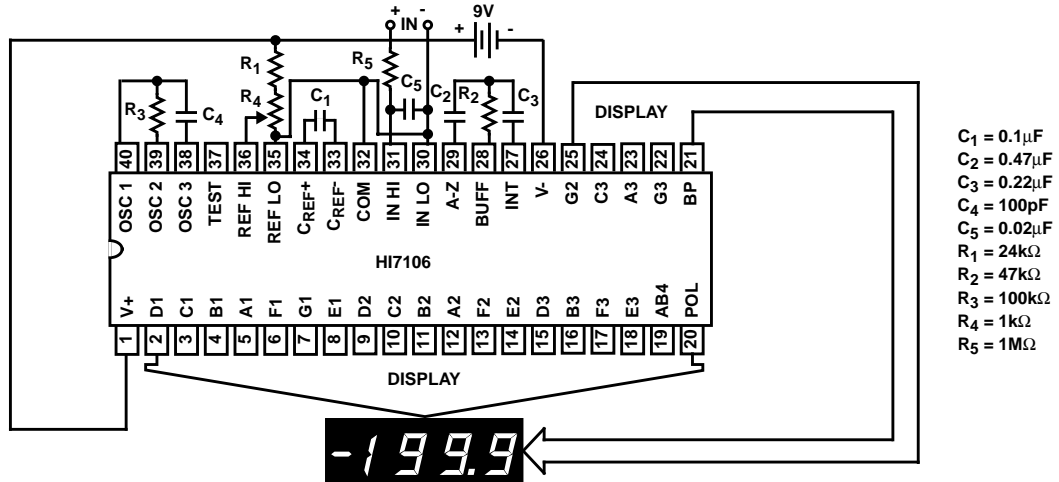 + IN -
9V
+ -
R5
R1
C5
C2 R2 C3
R4
C1
R3 C4
DISPLAY
40 39 38 37 36 35 34 33 32 31 30 29 28 27 26 25 24 23 22 21
OSC 1
OSC 2
OSC 3
TEST
REF HI
REF LO
CREF+
CREF-
COM
IN HI
IN LO
A-Z
BUFF
INT
V-
G2
C3
A3
G3
BP
HI7106
V+
D1
C1
B1
A1
F1
G1
E1
D2
C2
B2
A2
F2
E2
D3
B3
F3
E3
AB4
POL
1 2 3 4 5 6 7 8 9 10 11 12 13 14 15 16 17 18 19 20
DISPLAY
-199.9
C1 = 0.1μF
C2 = 0.47μF
C3 = 0.22μF
C4 = 100pF
C5 = 0.02μF
R1 = 24kΩ
R2 = 47kΩ
R3 = 100kΩ
R4 = 1kΩ
R5 = 1MΩ